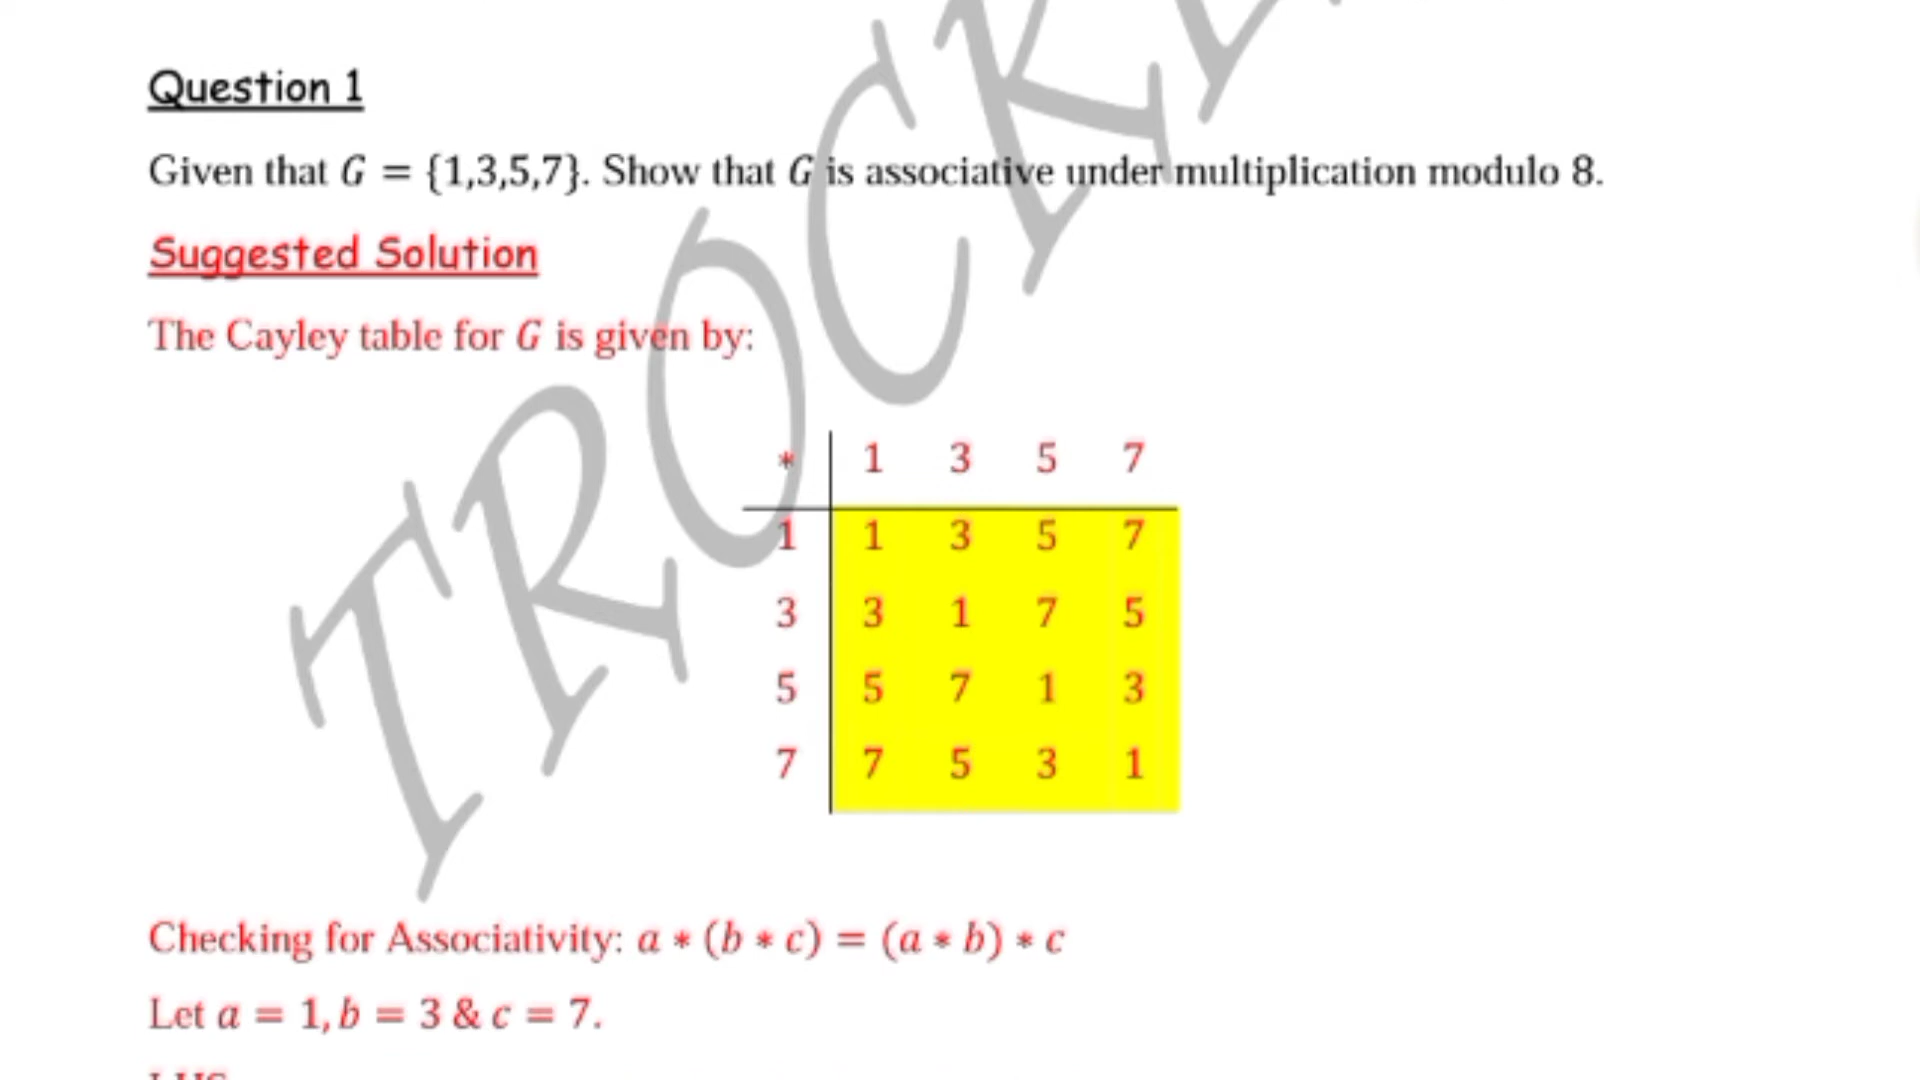 Question 1
Given that G = {1,3,5,7}. Show that G is associative under multiplication modulo 8.
Suggested Solution
The Cayley table for G is given by:
* 1 3 5 7
1 1 3 5 7
3 3 1 7 5
5 5 7 1 3
7 7 5 3 1
Checking for Associativity: a * (b * c) = (a * b) * c
Let a = 1, b = 3 & c = 7.
TROCK